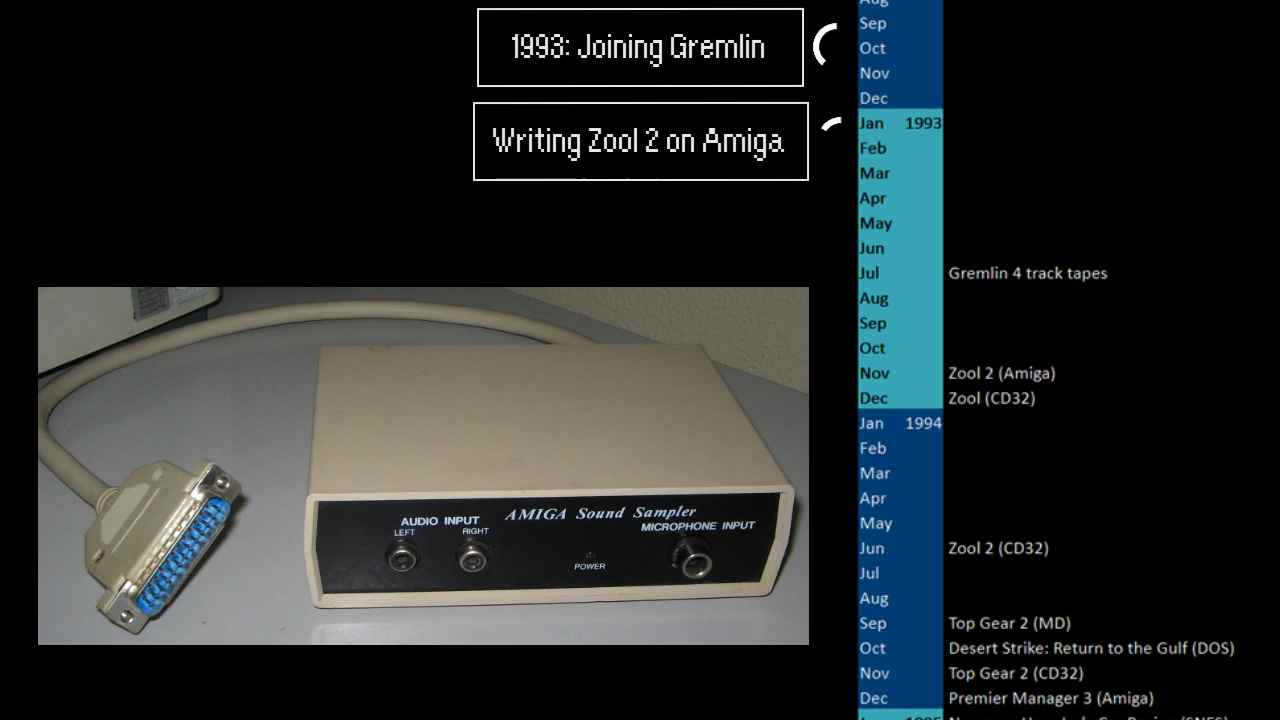 1993: Joining Gremlin
Writing Zool 2 on Amiga
AUDIO INPUT
LEFT
RIGHT
AMIGA Sound Sampler
MICROPHONE INPUT
POWER
Aug
Sep
Oct
Nov
Dec
Jan 1993
Feb
Mar
Apr
May
Jun
Jul Gremlin 4 track tapes
Aug
Sep
Oct
Nov Zool 2 (Amiga)
Dec Zool (CD32)
Jan 1994
Feb
Mar
Apr
May
Jun Zool 2 (CD32)
Jul
Aug
Sep Top Gear 2 (MD)
Oct Desert Strike: Return to the Gulf (DOS)
Nov Top Gear 2 (CD32)
Dec Premier Manager 3 (Amiga)